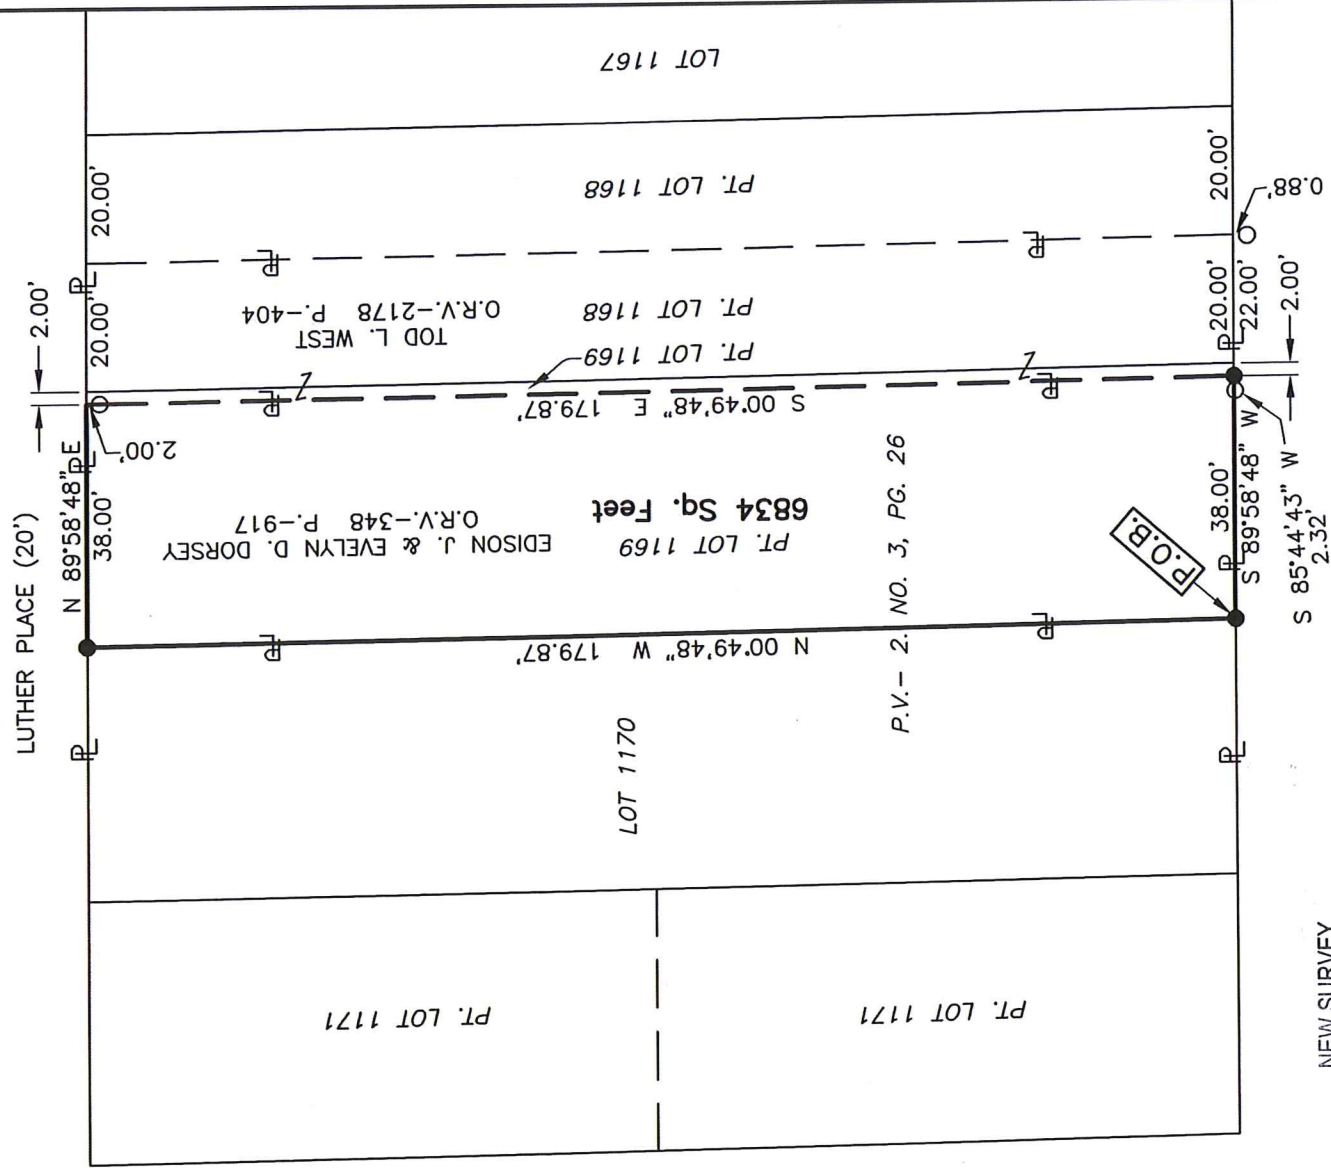 LOT 1167
20.00'
PT. LOT 1168
20.00'
0.88'
2.00'
20.00'
TOD L. WEST
O.R.V.-2178 P.-404
PT. LOT 1168
PT. LOT 1169
20.00'
22.00'
2.00'
LUTHER PLACE (20')
N 89°58'48" E
38.00'
2.00'
S 00°49'48" E 179.87'
EDISON J. & EVELYN D. DORSEY
O.R.V.-348 P.-917
PT. LOT 1169
6834 Sq. Feet
P.V.- 2. NO. 3, PG. 26
P.O.B.
38.00'
S 89°58'48" W
S 85°44'43" W
2.32'
N 00°49'48" W 179.87'
LOT 1170
PT. LOT 1171
PT. LOT 1171
NEW SURVEY